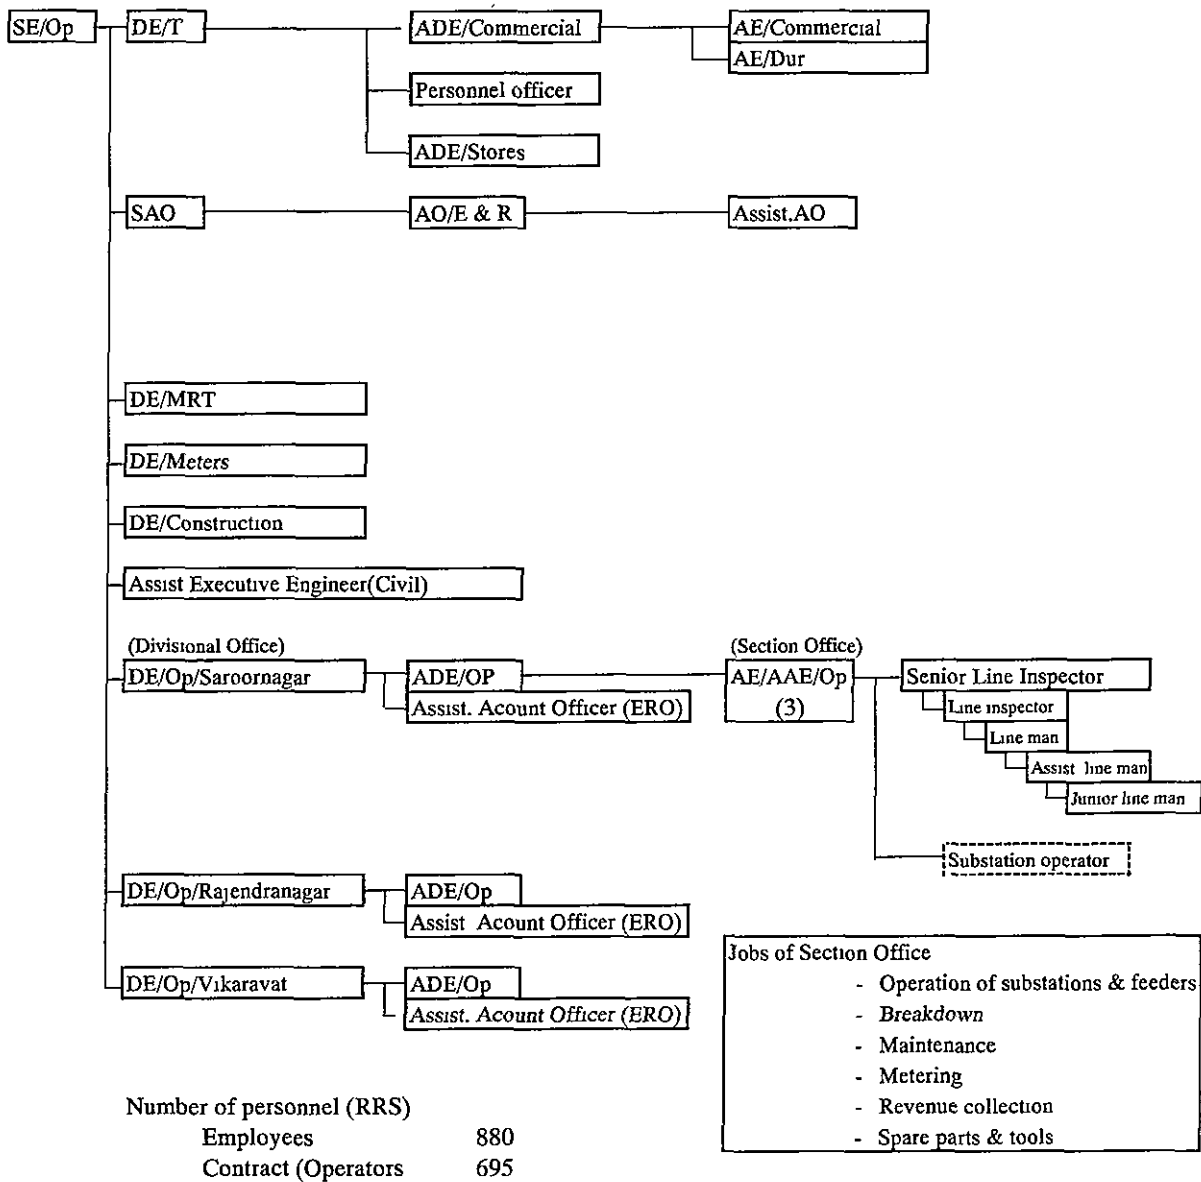 SE/Op DE/T ADE/Commercial AE/Commercial
AE/Dur
Personnel officer
ADE/Stores
SAO AO/E & R Assist.AO
DE/MRT
DE/Meters
DE/Construction
Assist Executive Engineer(Civil)
(Divisional Office) (Section Office)
DE/Op/Saroornagar ADE/OP AE/AAE/Op Senior Line Inspector
Assist. Acount Officer (ERO) (3) Line inspector
Line man
Assist line man
Junior line man
Substation operator
DE/Op/Rajendranagar ADE/Op
Assist Acount Officer (ERO)
DE/Op/Vikaravat ADE/Op
Assist. Acount Officer (ERO)
Jobs of Section Office
- Operation of substations & feeders
- Breakdown
- Maintenance
- Metering
- Revenue collection
- Spare parts & tools
Number of personnel (RRS)
Employees 880
Contract (Operators 695